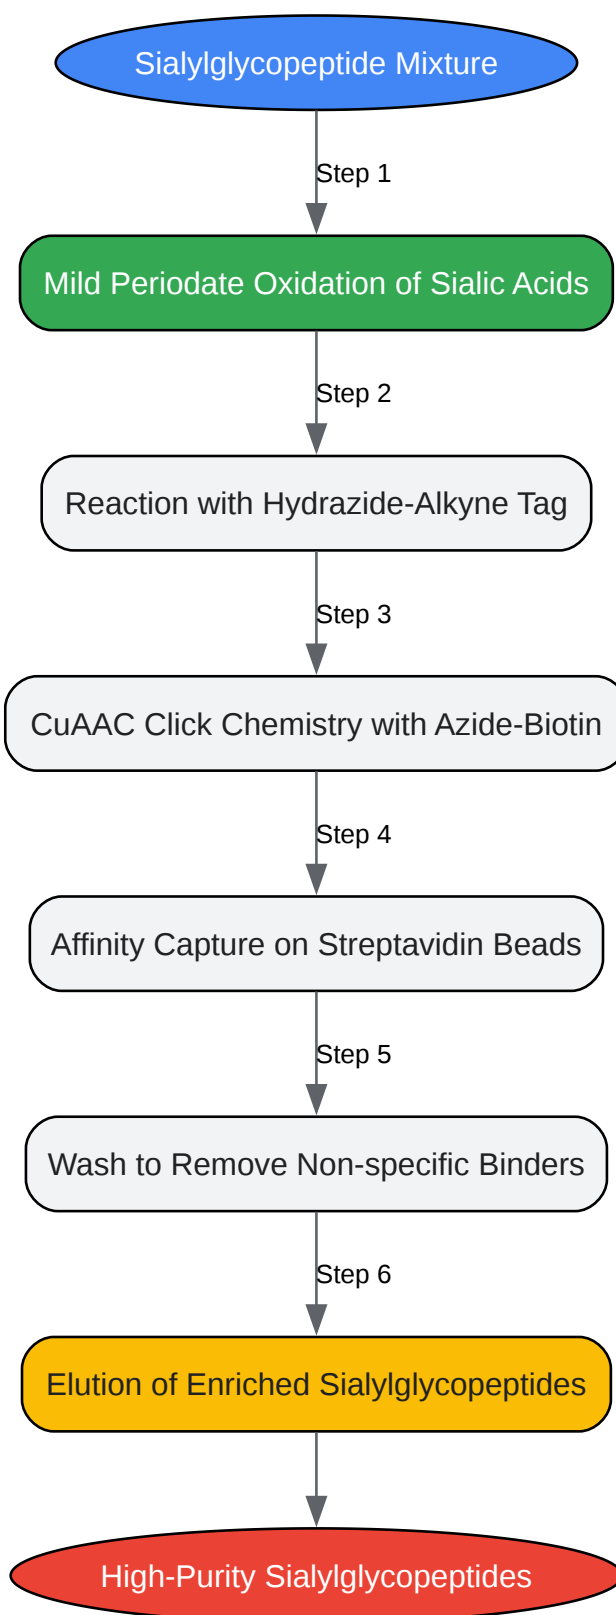 Sialylglycopeptide Mixture
Step 1
Mild Periodate Oxidation of Sialic Acids
Step 2
Reaction with Hydrazide-Alkyne Tag
Step 3
CuAAC Click Chemistry with Azide-Biotin
Step 4
Affinity Capture on Streptavidin Beads
Step 5
Wash to Remove Non-specific Binders
Step 6
Elution of Enriched Sialylglycopeptides
High-Purity Sialylglycopeptides